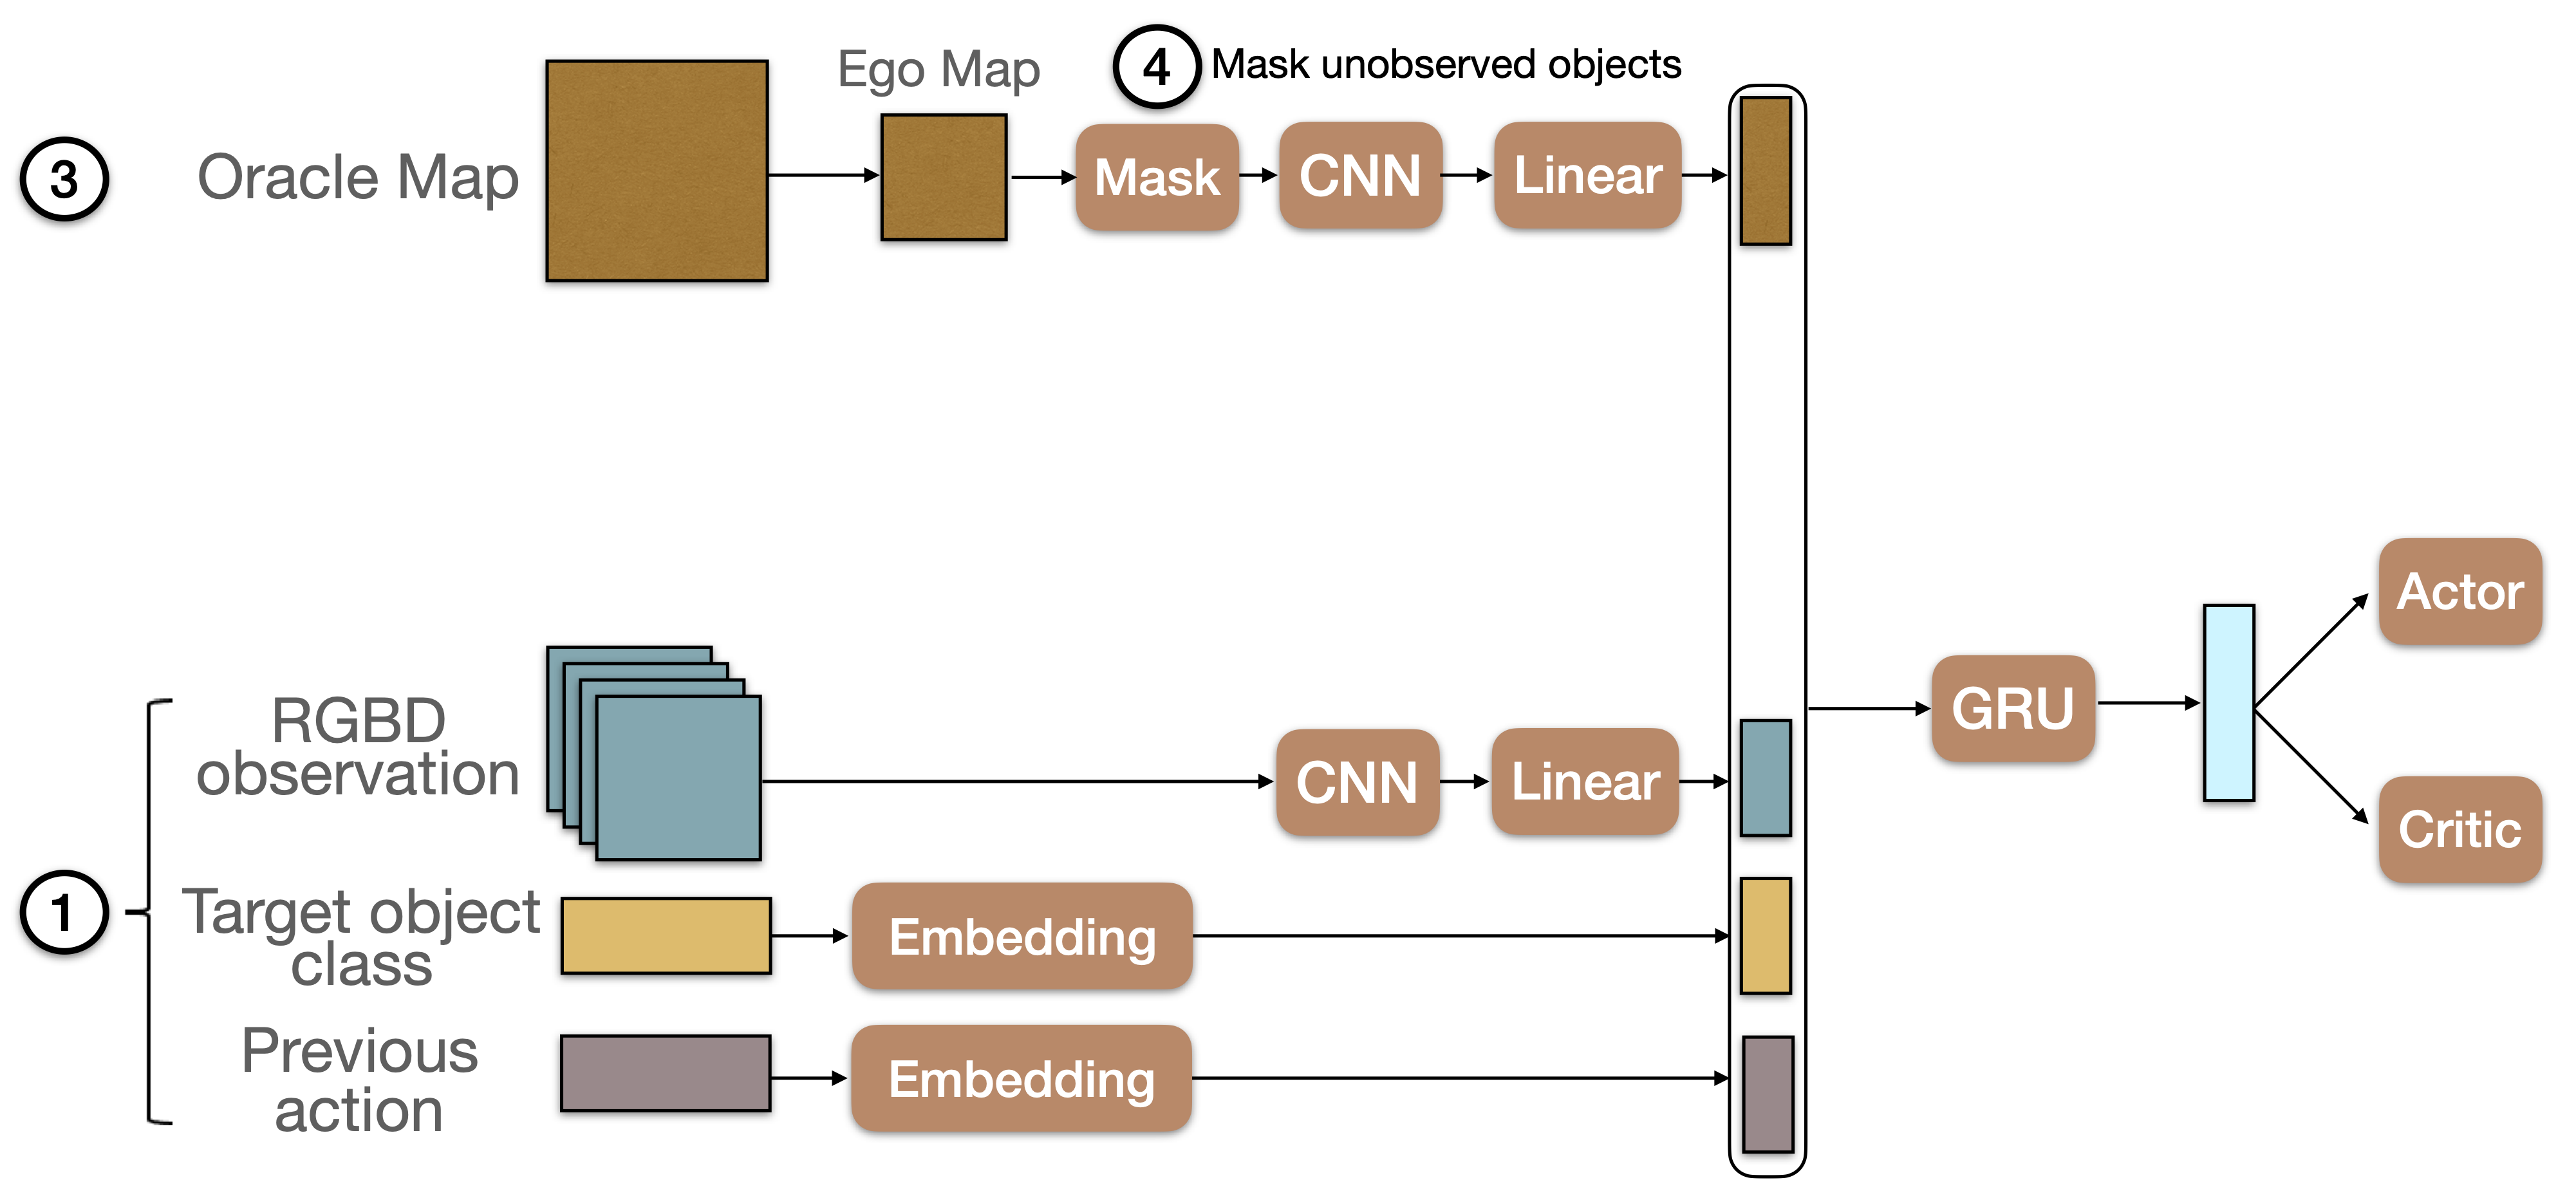 4 Mask unobserved objects
Ego Map
3
Oracle Map
Mask
CNN
Linear
1
RGBD
observation
CNN
Linear
Target object
class
Embedding
Previous
action
Embedding
GRU
Actor
Critic